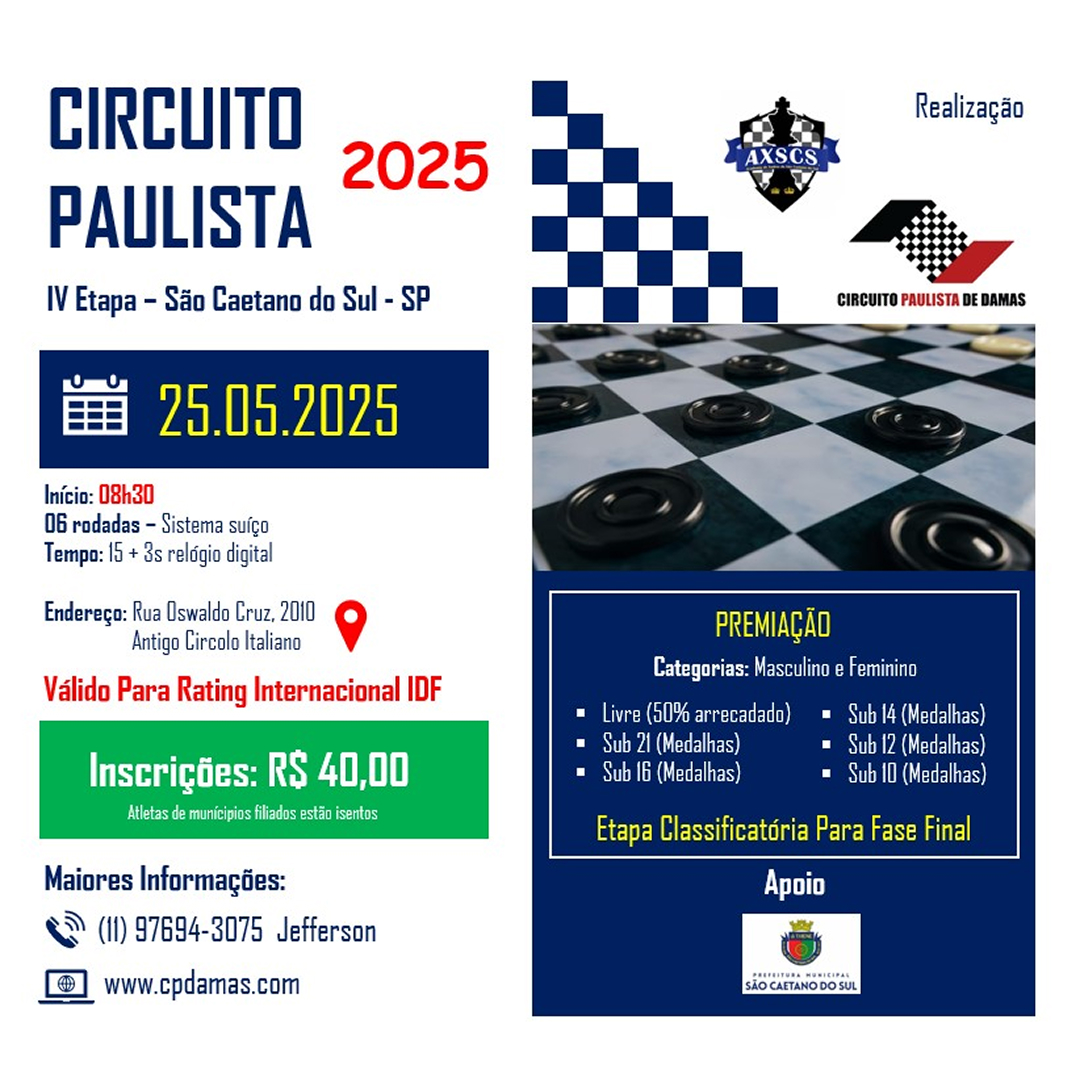 CIRCUITO
PAULISTA
2025
IV Etapa – São Caetano do Sul - SP
25.05.2025
Início: 08h30
06 rodadas – Sistema suíço
Tempo: 15 + 3s relógio digital
Endereço: Rua Oswaldo Cruz, 2010
Antigo Circolo Italiano
Válido Para Rating Internacional IDF
Inscrições: R$ 40,00
Atletas de munícipios filiados estão isentos
Maiores Informações:
(11) 97694-3075 Jefferson
www.cpdamas.com
Realização
AXSCS
CIRCUITO PAULISTA DE DAMAS
PREMIAÇÃO
Categorias: Masculino e Feminino
Livre (50% arrecadado)
Sub 21 (Medalhas)
Sub 16 (Medalhas)
Sub 14 (Medalhas)
Sub 12 (Medalhas)
Sub 10 (Medalhas)
Etapa Classificatória Para Fase Final
Apoio
PREFEITURA MUNICIPAL
SÃO CAETANO DO SUL